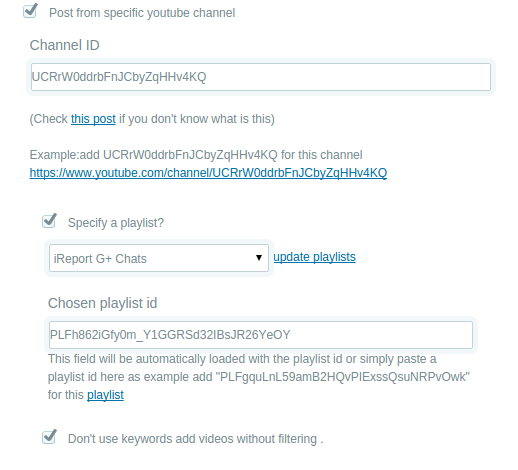 Post from specific youtube channel
Channel ID
UCRrW0ddrbFnJCbyZqHHv4KQ
(Check this post if you don't know what is this)
Example:add UCRrW0ddrbFnJCbyZqHHv4KQ for this channel
https://www.youtube.com/channel/UCRrW0ddrbFnJCbyZqHHv4KQ
Specify a playlist?
iReport G+ Chats update playlists
Chosen playlist id
PLFh862iGfy0m_Y1GGRSd32IBsJR26YeOY
This field will be automatically loaded with the playlist id or simply paste a
playlist id here as example add "PLFgquLnL59amB2HQvPIExssQsuNRPvOwk"
for this playlist
Don't use keywords add videos without filtering .